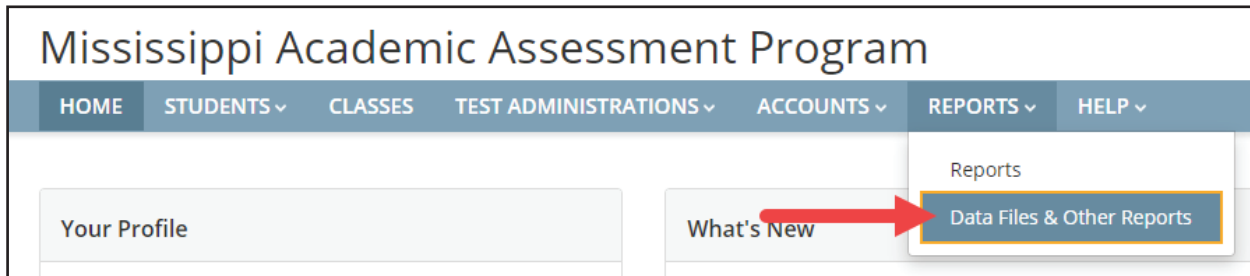 Mississippi Academic Assessment Program
HOME STUDENTS CLASSES TEST ADMINISTRATIONS ACCOUNTS REPORTS HELP
Reports
Data Files & Other Reports
Your Profile
What's New